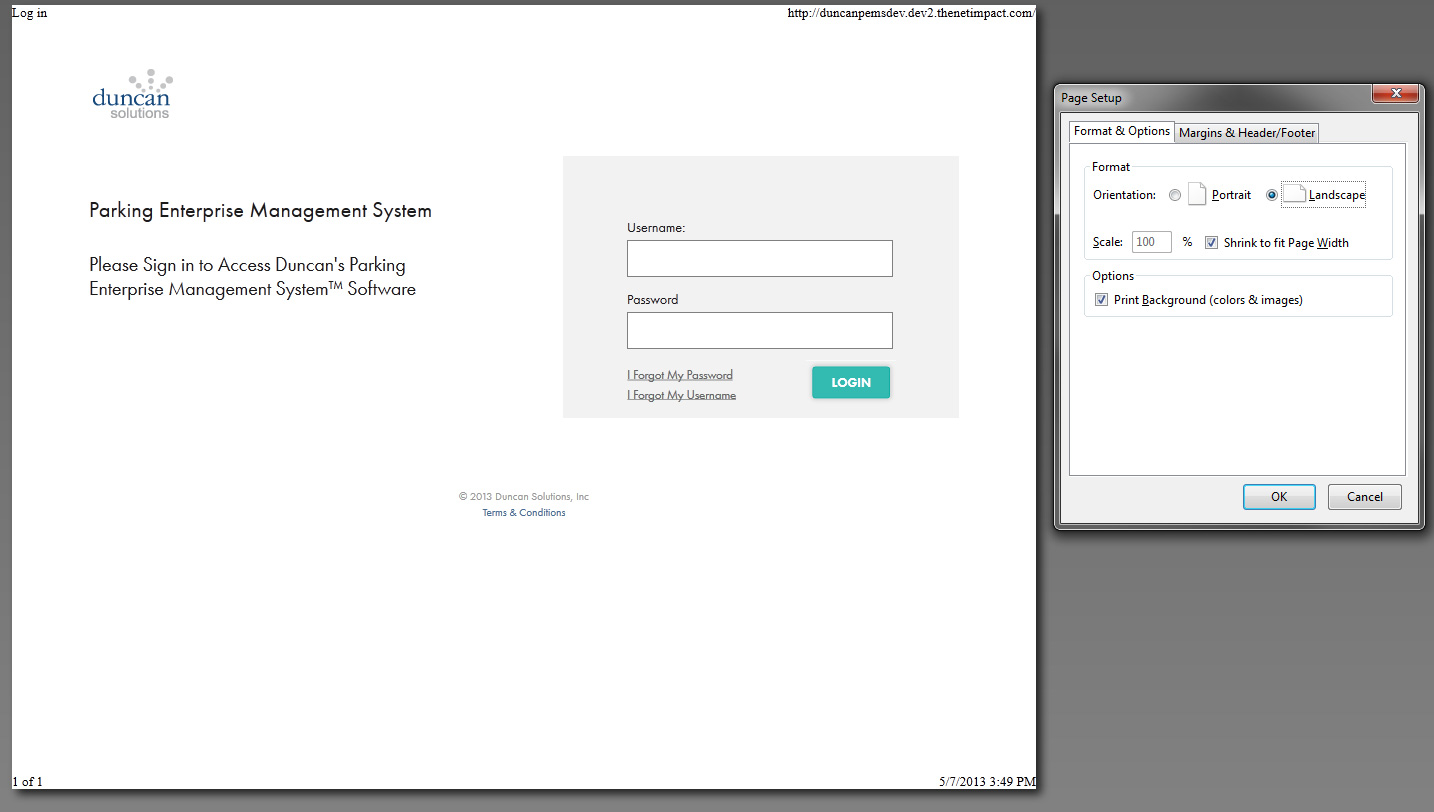 Log in
http://duncanpemsdev.dev2.thenetimpact.com/
duncan
solutions
Parking Enterprise Management System
Please Sign in to Access Duncan's Parking
Enterprise Management System™ Software
Username:
Password
I Forgot My Password
I Forgot My Username
LOGIN
© 2013 Duncan Solutions, Inc
Terms & Conditions
1 of 1
5/7/2013 3:49 PM
Page Setup
Format & Options
Margins & Header/Footer
Format
Orientation: Portrait Landscape
Scale: 100 % Shrink to fit Page Width
Options
Print Background (colors & images)
OK
Cancel